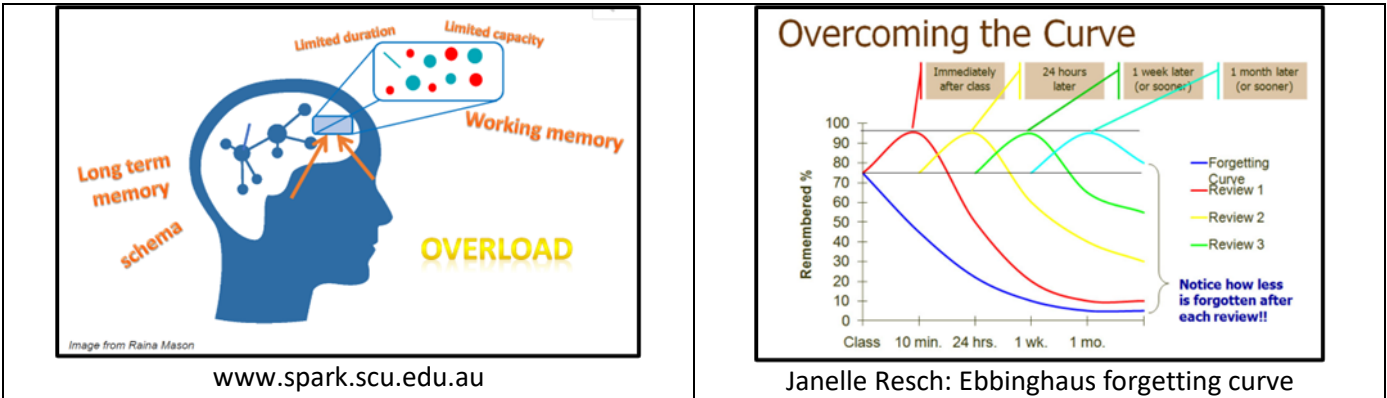 Limited duration
Limited capacity
Working memory
Long term
memory
schema
OVERLOAD
Image from Raina Mason
www.spark.scu.edu.au
Overcoming the Curve
Immediately
after class
24 hours
later
1 week later
(or sooner)
1 month later
(or sooner)
100
90
80
70
60
50
40
30
20
10
0
Remembered %
Class 10 min. 24 hrs. 1 wk. 1 mo.
Forgetting
Curve
Review 1
Review 2
Review 3
Notice how less
is forgotten after
each review!!
Janelle Resch: Ebbinghaus forgetting curve